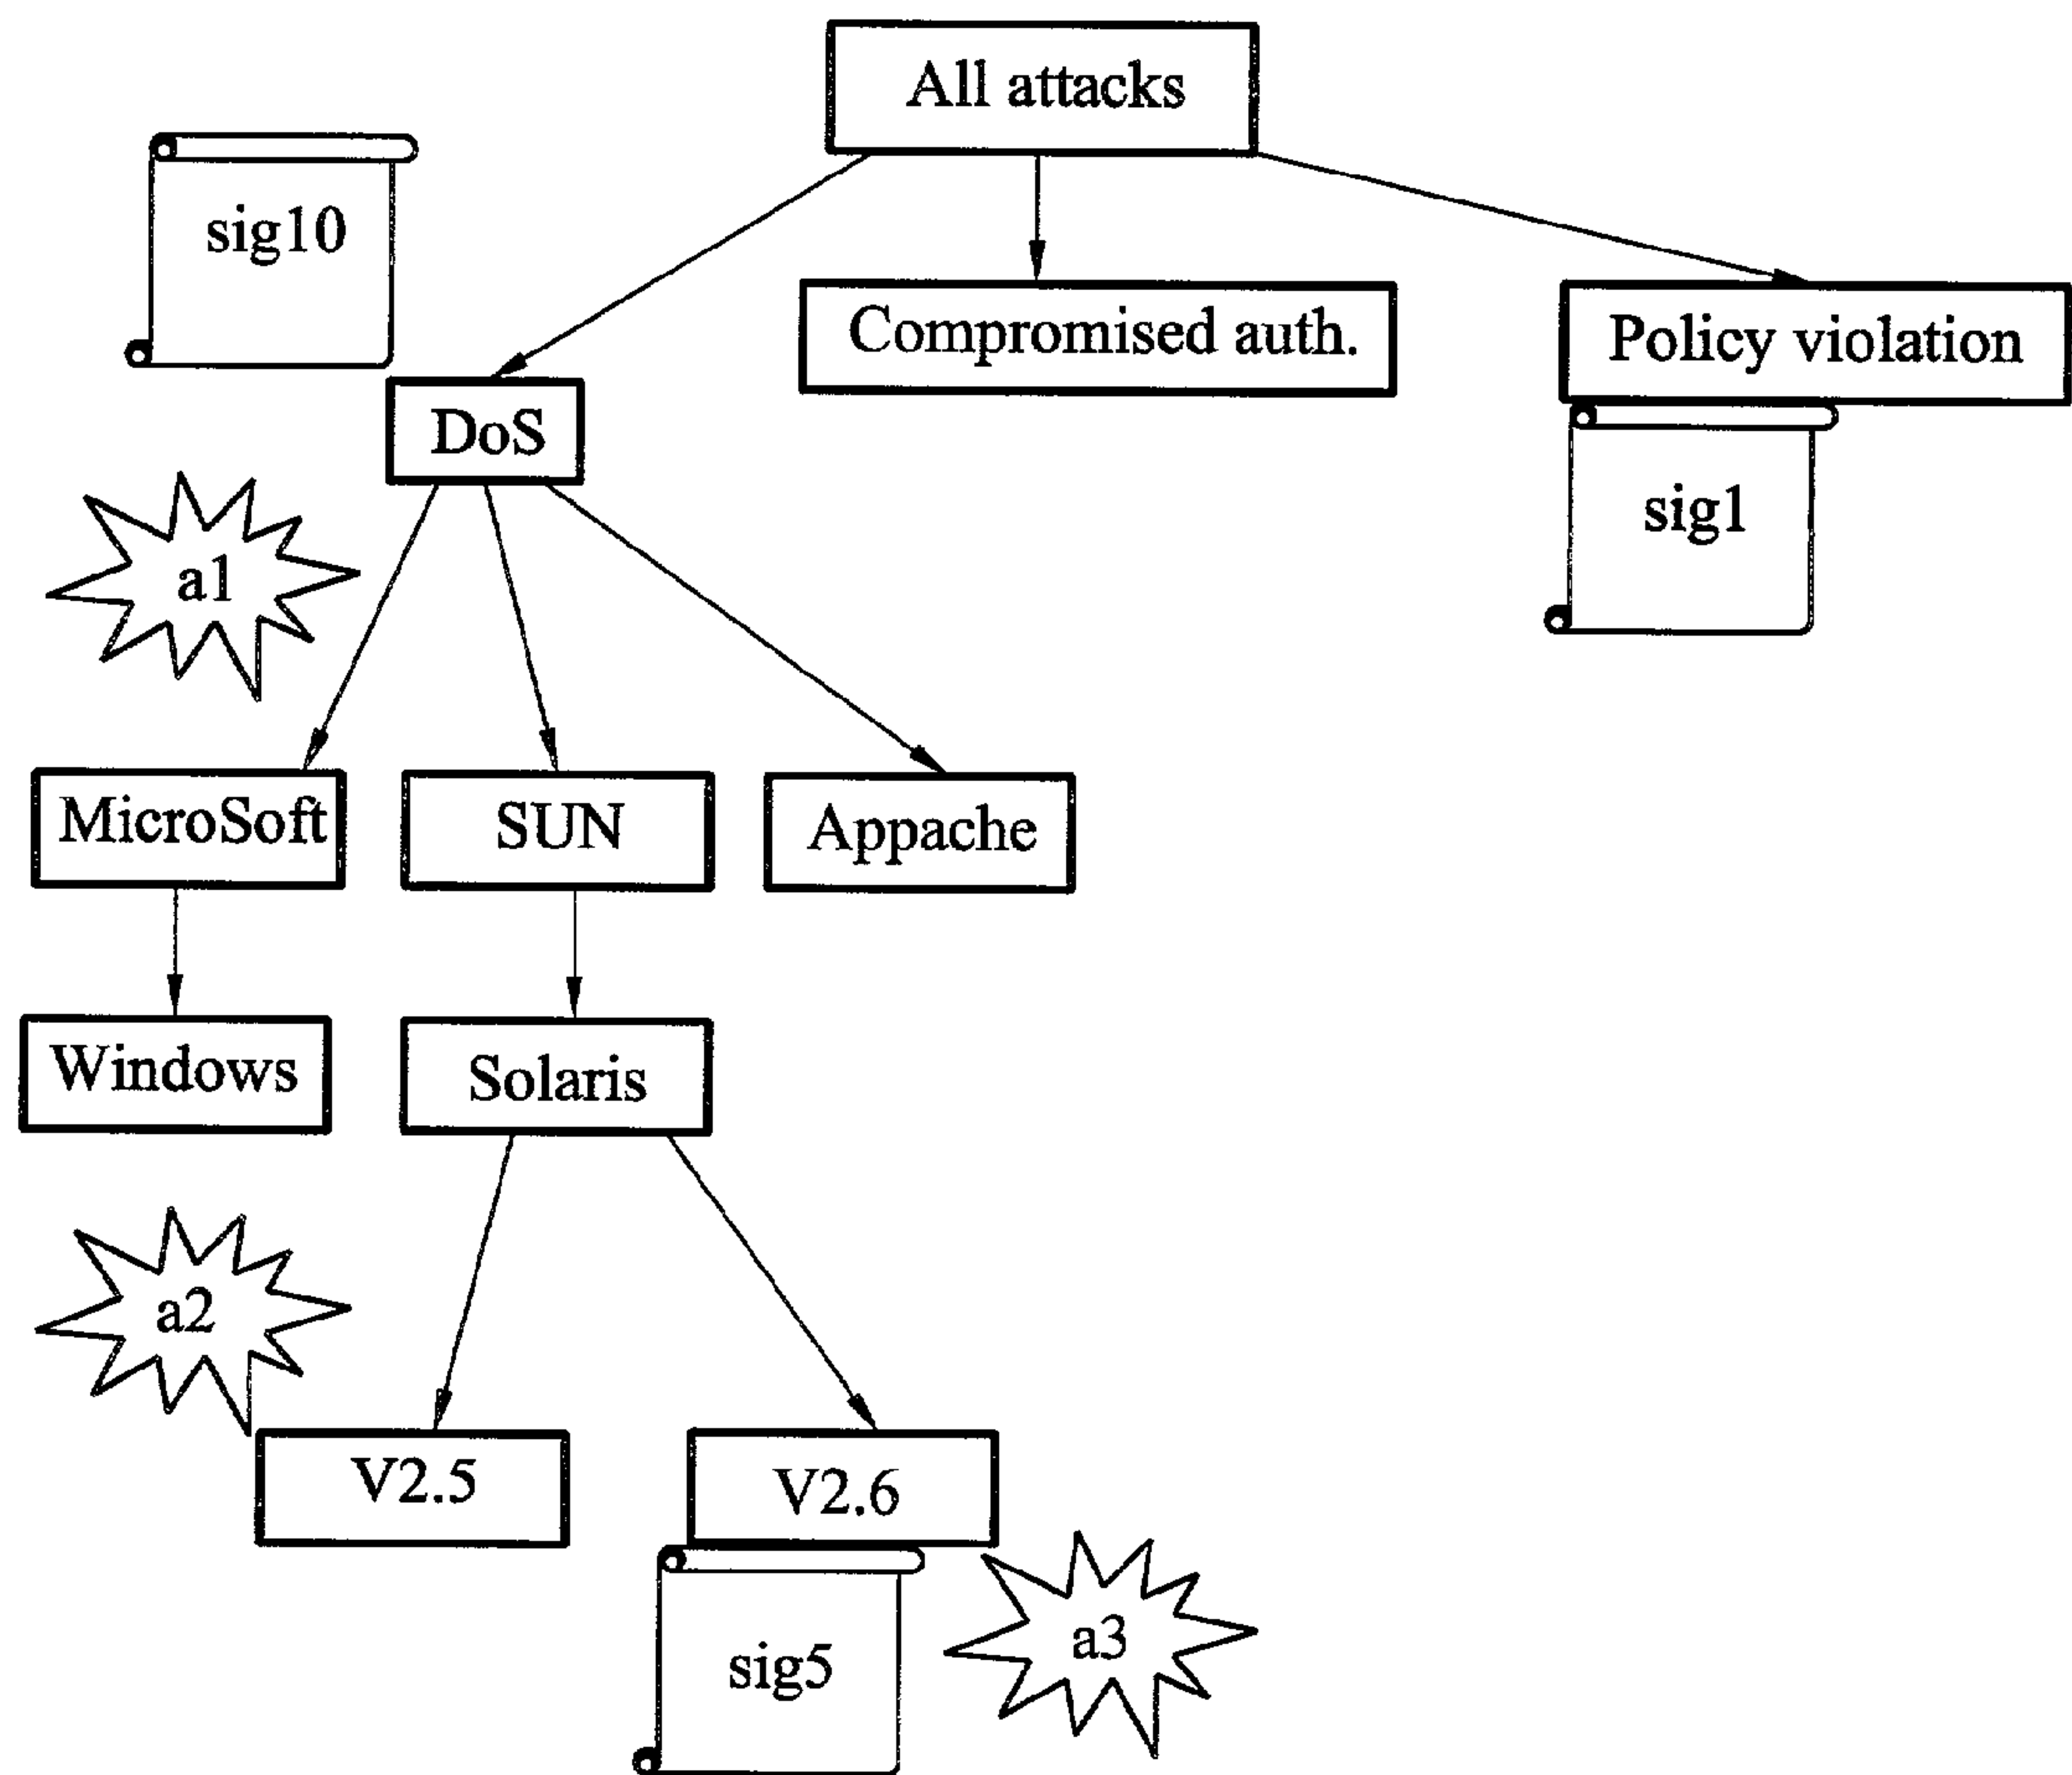 All attacks
sig10
Compromised auth.
Policy violation
DoS
sig1
a1
MicroSoft
SUN
Appache
Windows
Solaris
a2
V2.5
V2.6
a3
sig5